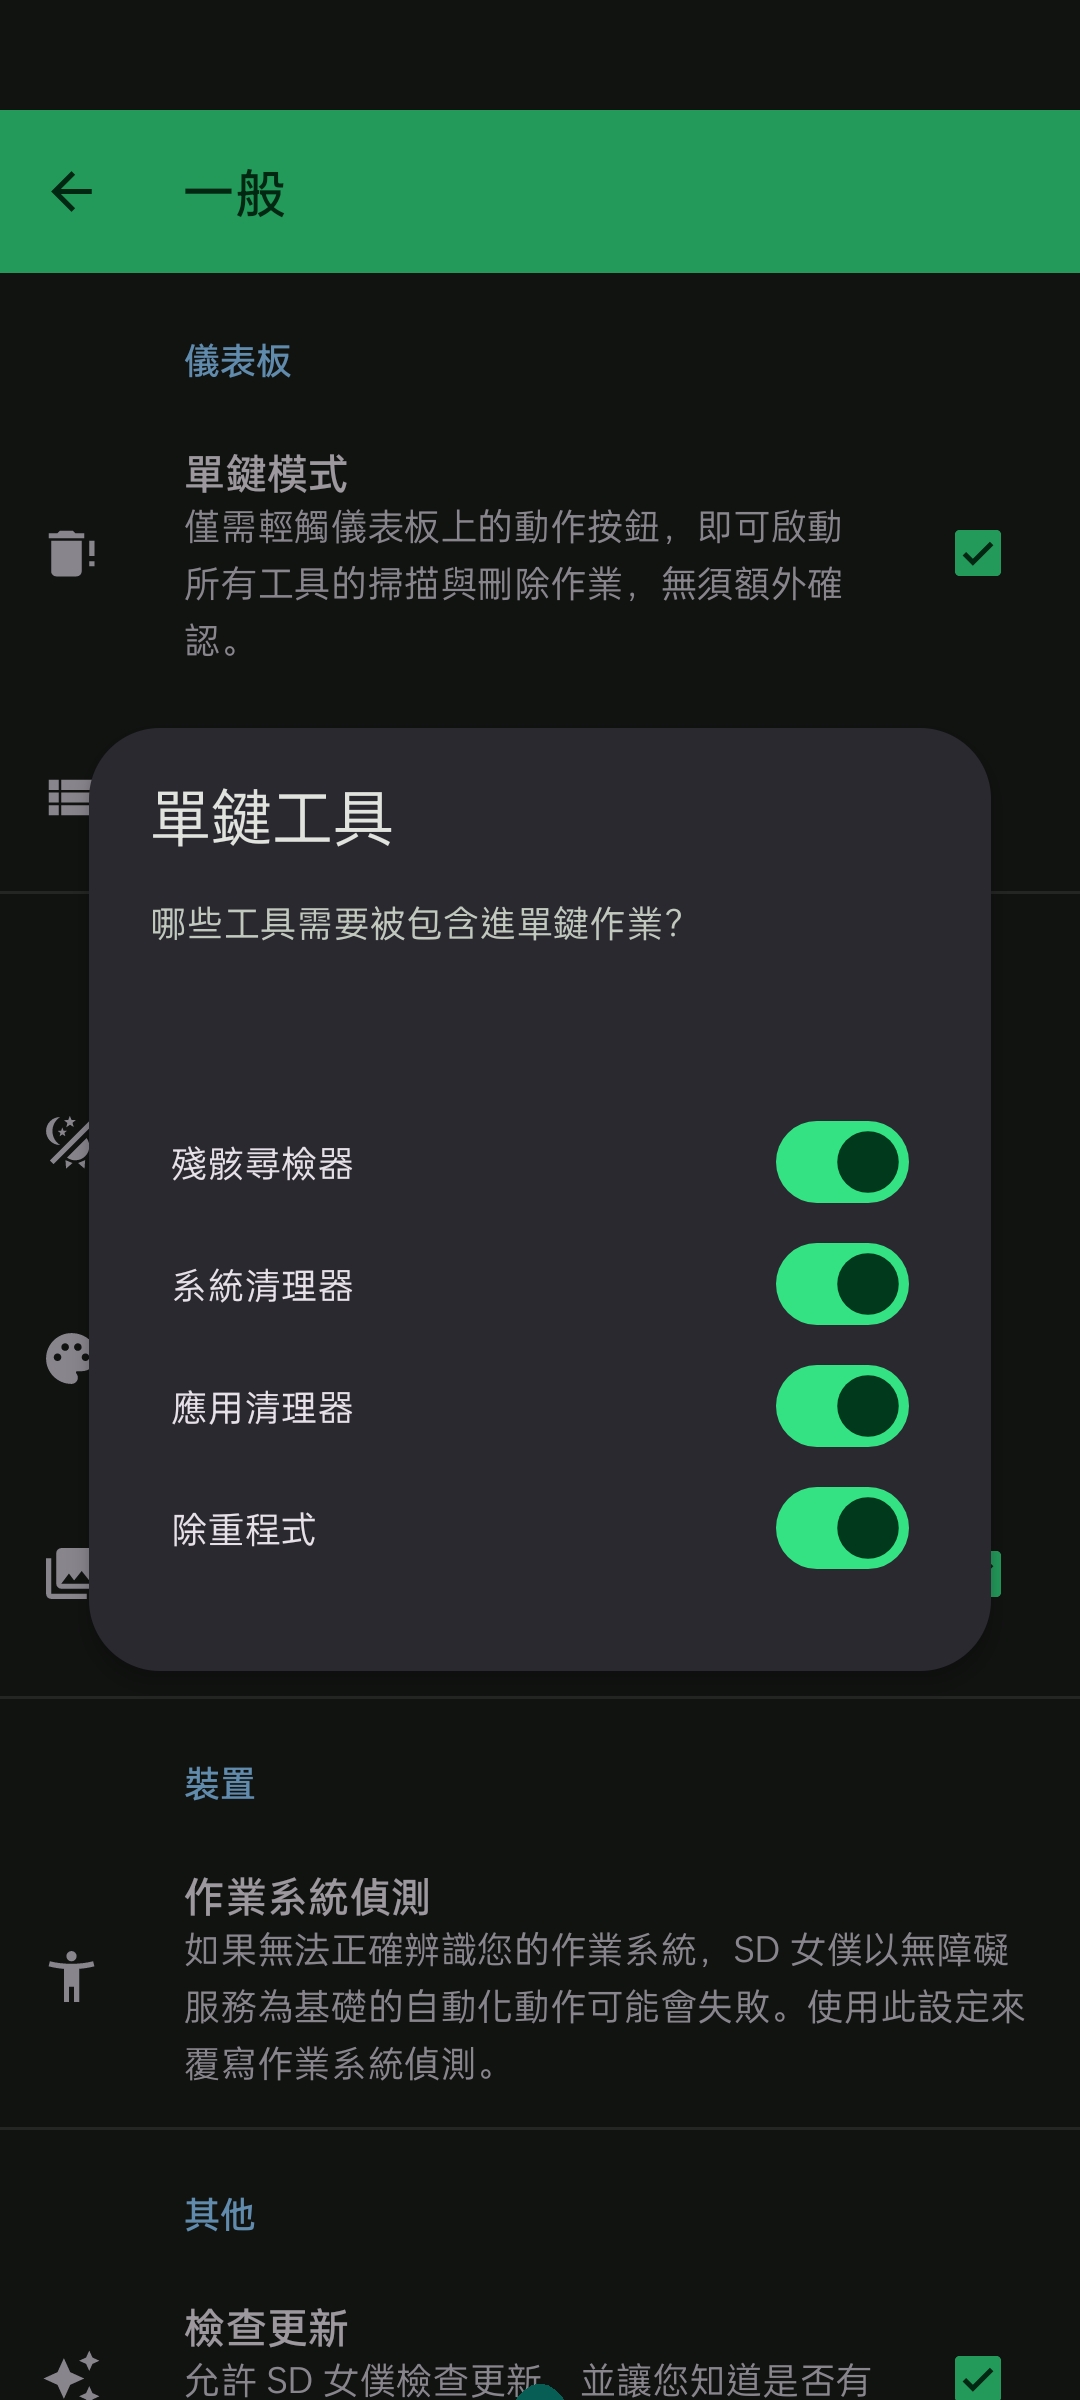 一般
儀表板
單鍵模式
僅需輕觸儀表板上的動作按鈕，即可啟動
所有工具的掃描與刪除作業，無須額外確
認。
單鍵工具
哪些工具需要被包含進單鍵作業？
殘骸尋檢器
系統清理器
應用清理器
除重程式
裝置
作業系統偵測
如果無法正確辨識您的作業系統，SD 女僕以無障礙
服務為基礎的自動化動作可能會失敗。使用此設定來
覆寫作業系統偵測。
其他
檢查更新
允許 SD 女僕檢查更新，並讓您知道是否有